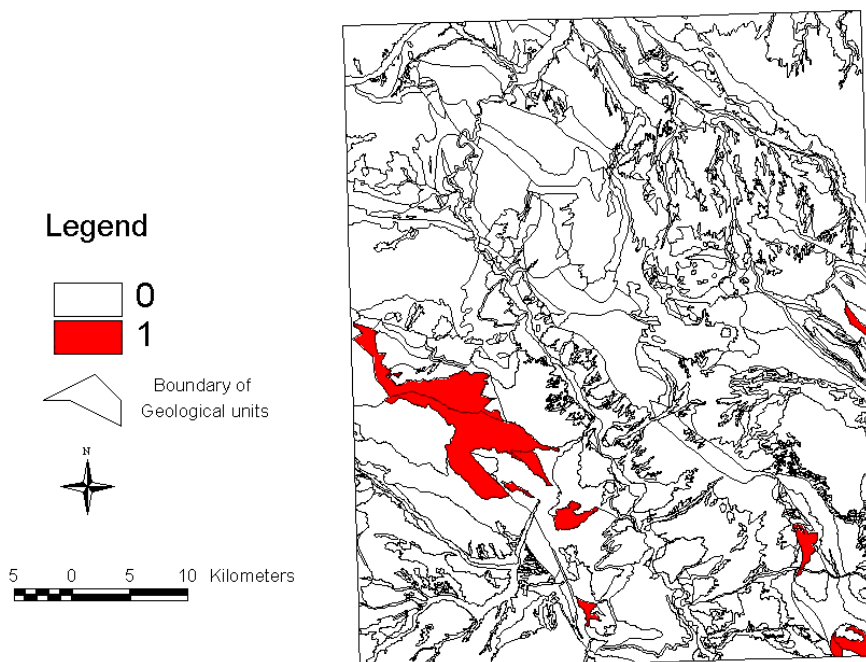 Legend
0
1
Boundary of
Geological units
N
5 0 5 10 Kilometers